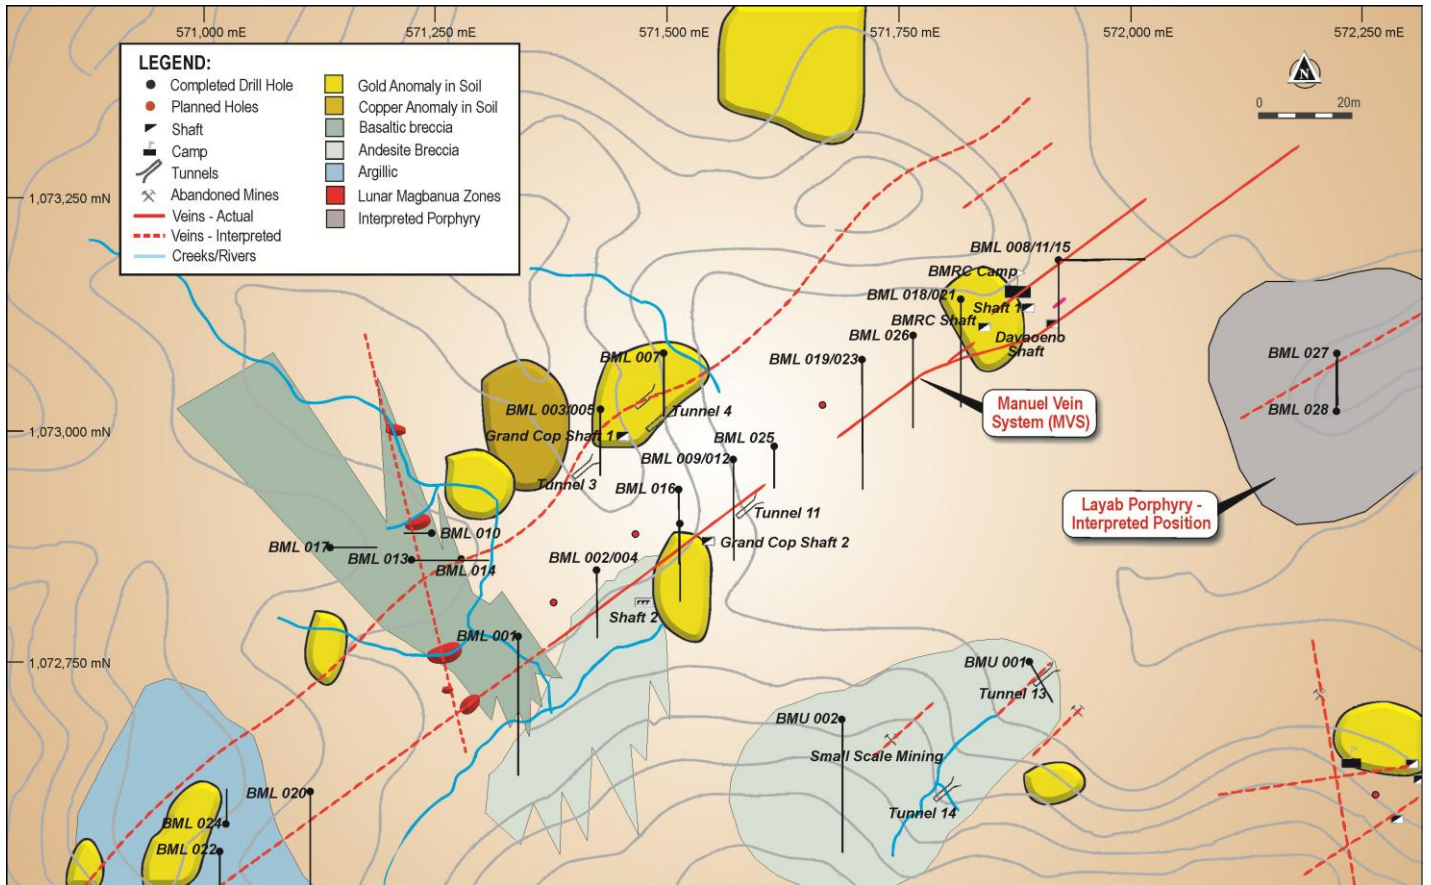 571,000 mE
571,250 mE
571,500 mE
571,750 mE
572,000 mE
572,250 mE
LEGEND:
Completed Drill Hole
Planned Holes
Shaft
Camp
Tunnels
Abandoned Mines
Veins - Actual
Veins - Interpreted
Creeks/Rivers
Gold Anomaly in Soil
Copper Anomaly in Soil
Basaltic breccia
Andesite Breccia
Argillic
Lunar Magbanua Zones
Interpreted Porphyry
N
0 20m
1,073,250 mN
1,073,000 mN
1,072,750 mN
BML 008/11/15
BMRC Camp
BML 018/021
Shaft 1
BMRC Shaft
BML 026
Davaoeno
Shaft
BML 019/023
BML 007
BML 027
BML 028
Manuel Vein
System (MVS)
BML 003/005
Tunnel 4
Grand Cop Shaft 1
BML 025
BML 009/012
Tunnel 3
BML 016
Tunnel 11
Layab Porphyry -
Interpreted Position
BML 010
BML 017
BML 013
BML 014
Grand Cop Shaft 2
BML 002/004
Shaft 2
BML 001
BMU 001
Tunnel 13
BMU 002
Small Scale Mining
Tunnel 14
BML 020
BML 024
BML 022